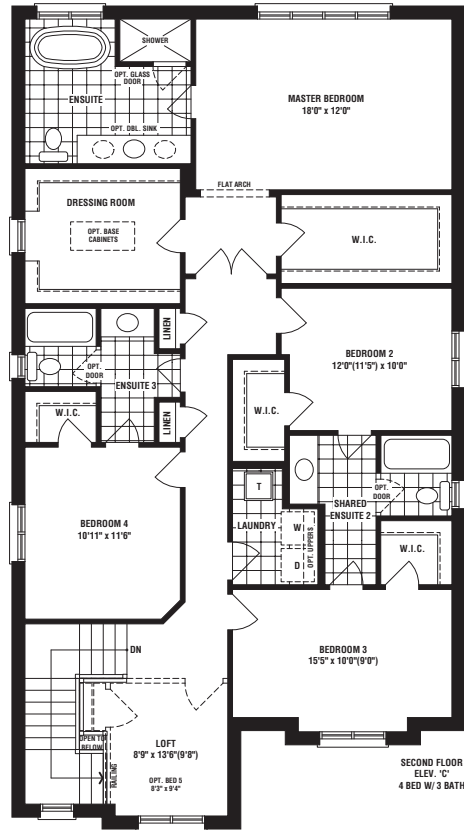 SHOWER
OPT. GLASS
DOOR
ENSUITE
OPT. DBL. SINK
MASTER BEDROOM
18'0" x 12'0"
FLAT ARCH
DRESSING ROOM
OPT. BASE
CABINETS
W.I.C.
LINEN
OPT.
DOOR
ENSUITE 3
BEDROOM 2
12'0"(11'5") x 10'0"
W.I.C.
LINEN
W.I.C.
T
LAUNDRY
W
D
OPT. UPPERS
SHARED
ENSUITE 2
OPT.
DOOR
W.I.C.
BEDROOM 4
10'11" x 11'6"
BEDROOM 3
15'5" x 10'0"(9'0")
DN
OPEN TO
BELOW
RAILING
LOFT
8'9" x 13'6"(9'8")
OPT. BED 5
8'3" x 9'4"
SECOND FLOOR
ELEV. 'C'
4 BED W/ 3 BATH